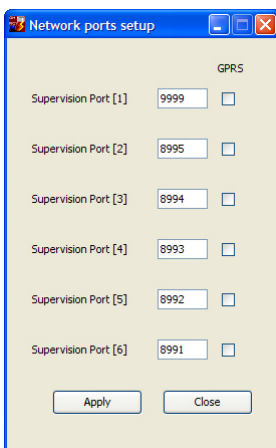 Network ports setup
GPRS
Supervision Port [1] 9999
Supervision Port [2] 8995
Supervision Port [3] 8994
Supervision Port [4] 8993
Supervision Port [5] 8992
Supervision Port [6] 8991
Apply Close